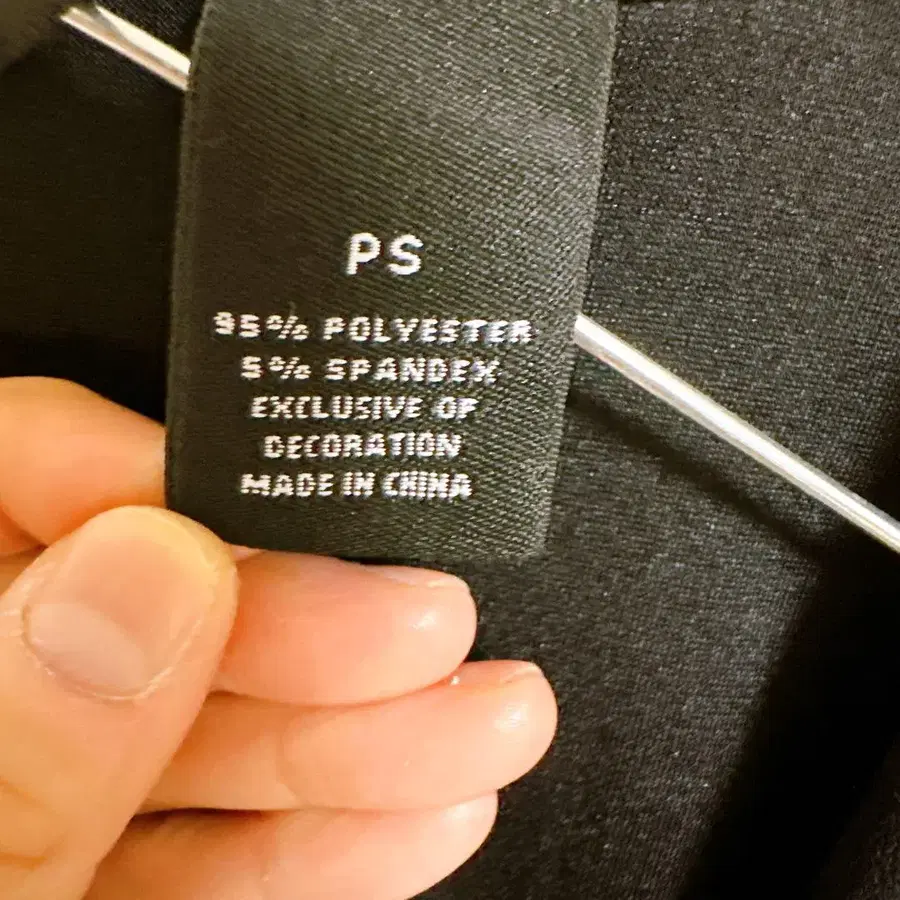 PS
95% POLYESTER
5% SPANDEX
EXCLUSIVE OF
DECORATION
MADE IN CHINA